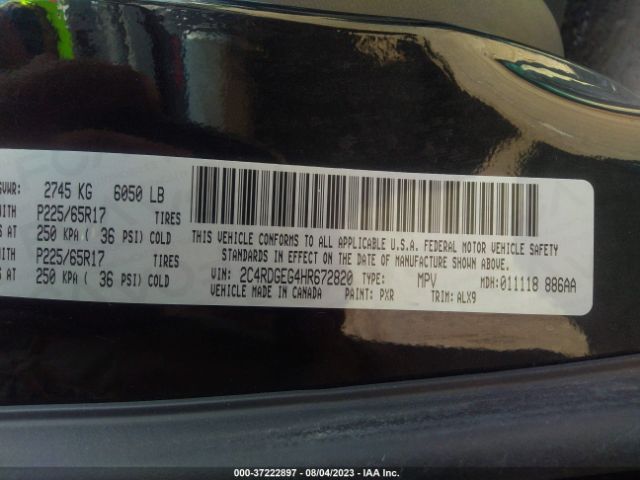 GVWR: 2745 KG 6050 LB
WITH P225/65R17 TIRES
AT 250 KPA ( 36 PSI) COLD
P225/65R17 TIRES
AT 250 KPA ( 36 PSI) COLD
THIS VEHICLE CONFORMS TO ALL APPLICABLE U.S.A. FEDERAL MOTOR VEHICLE SAFETY
STANDARDS IN EFFECT ON THE DATE OF MANUFACTURE SHOWN ABOVE.
VIN: 2C4RDGEG4HR672820 TYPE: MPV MDH:011118 886AA
VEHICLE MADE IN CANADA PAINT: PXR TRIM: ALX9
000-37222897 - 08/04/2023 - Copyright IAA, Inc.